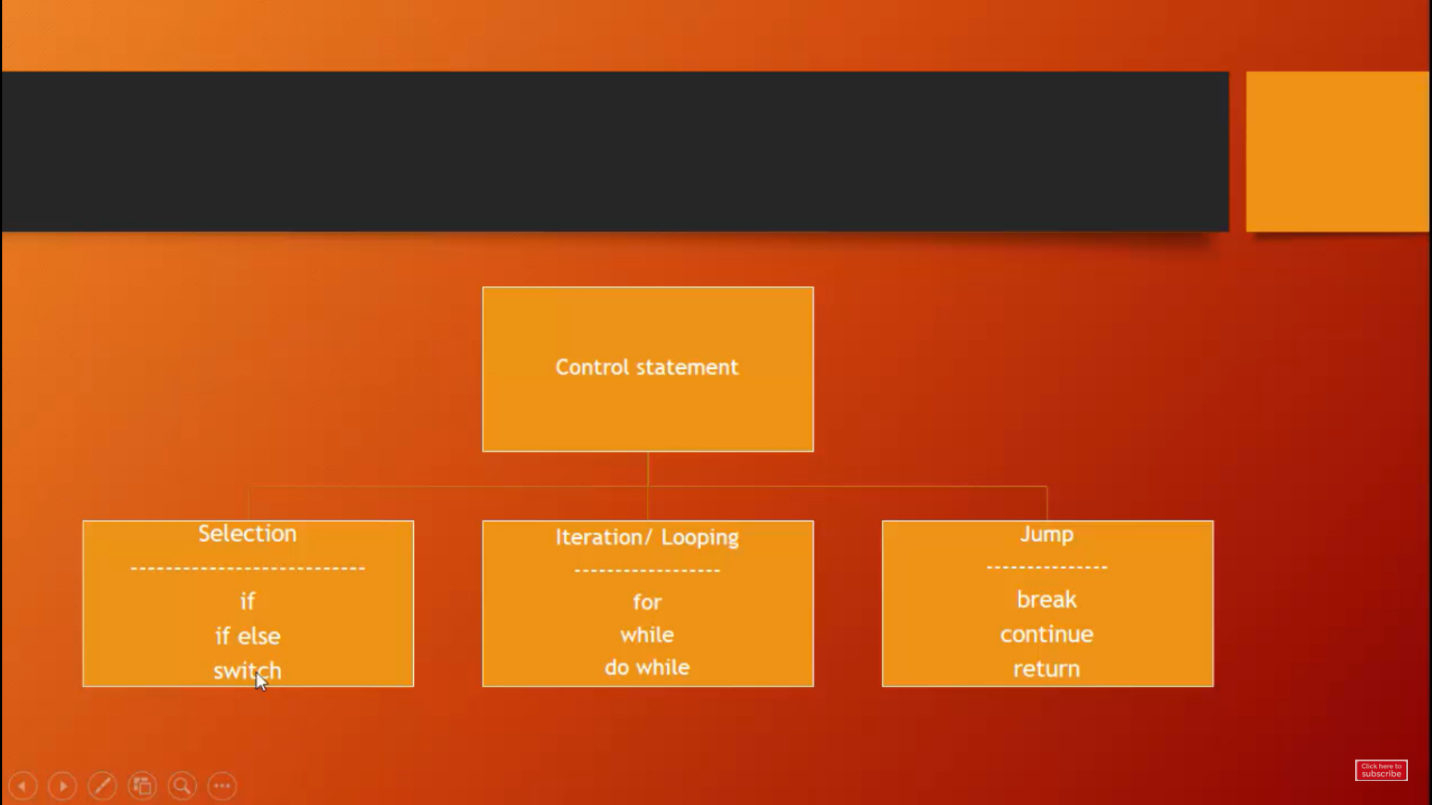 Control statement
Selection
---------------------------
if
if else
switch
Iteration/ Looping
------------------
for
while
do while
Jump
--------------
break
continue
return
Click here to
subscribe